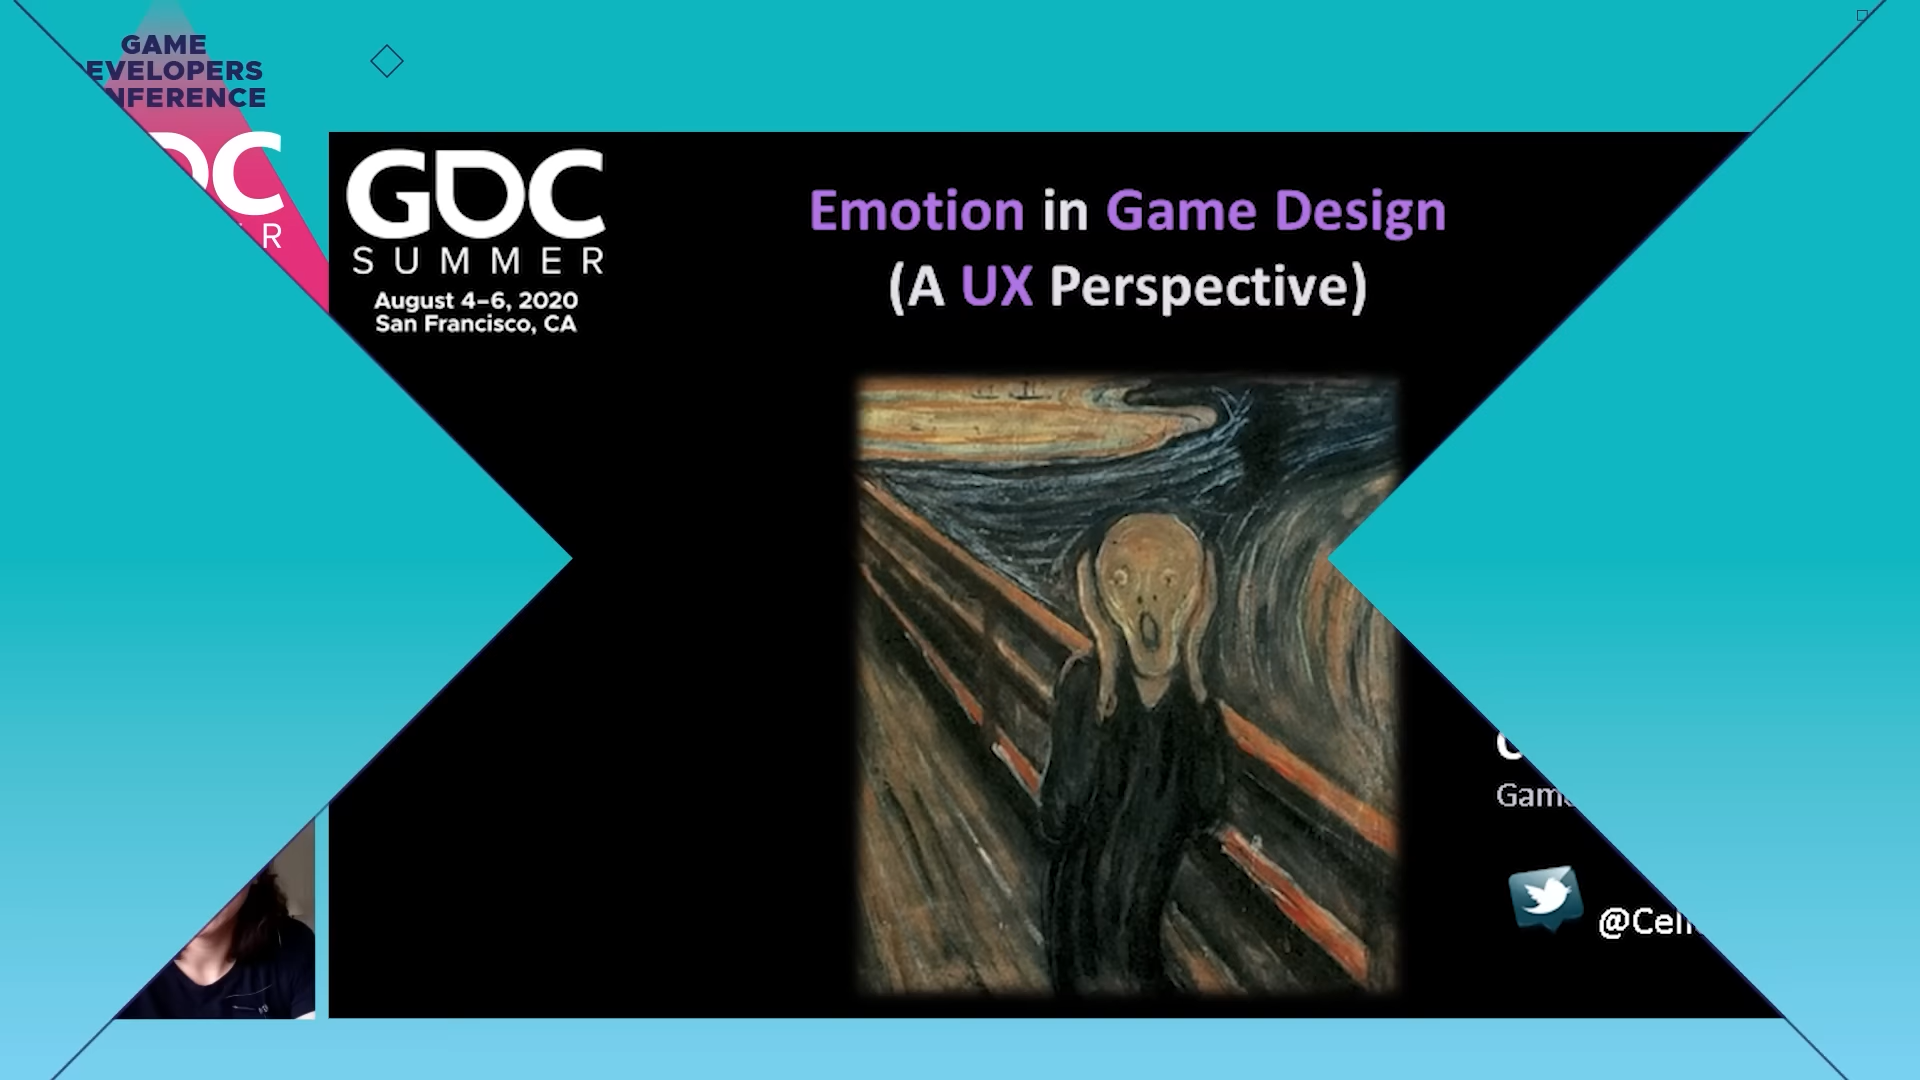 GAME
EVELOPERS
NFERENCE
DC
R
GDC
SUMMER
August 4–6, 2020
San Francisco, CA
Emotion in Game Design
(A UX Perspective)
Gam
@Cel